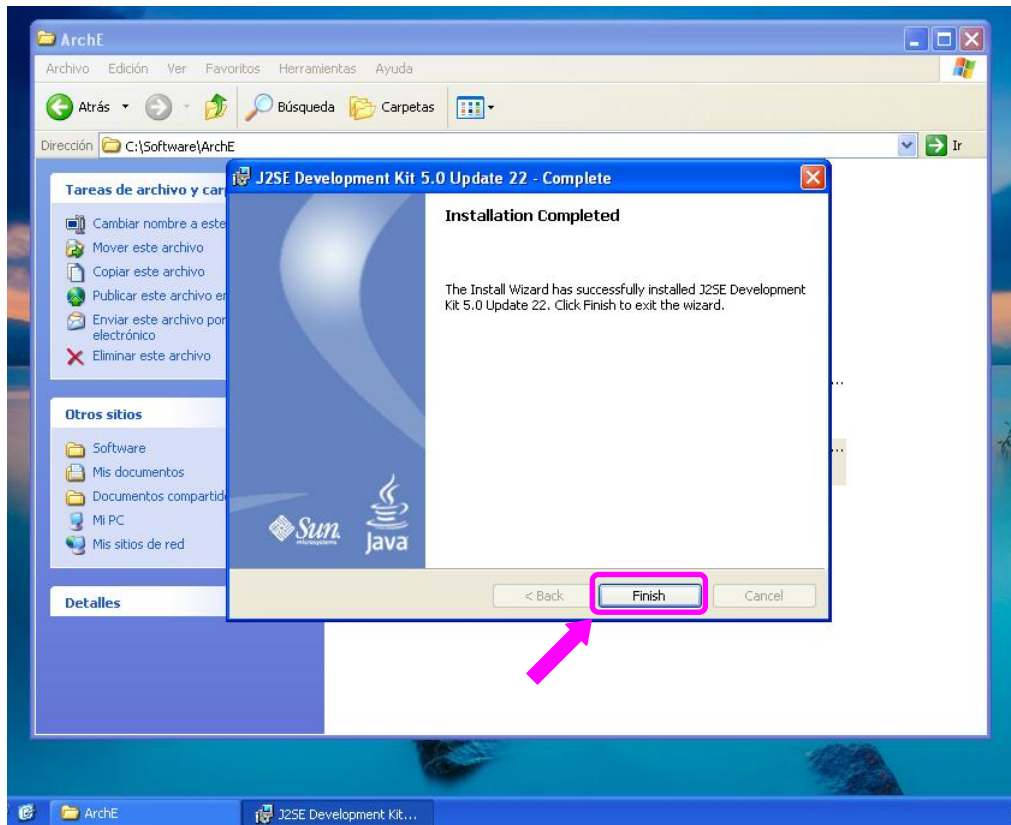 ArchE
Archivo Edición Ver Favoritos Herramientas Ayuda
Atrás Búsqueda Carpetas
Dirección C:\Software\ArchE Ir
Tareas de archivo y car
Cambiar nombre a este
Mover este archivo
Copiar este archivo
Publicar este archivo en
Enviar este archivo por
electrónico
Eliminar este archivo
Otros sitios
Software
Mis documentos
Documentos compartid
Mi PC
Mis sitios de red
Detalles
J2SE Development Kit 5.0 Update 22 - Complete
Installation Completed
The Install Wizard has successfully installed J2SE Development
Kit 5.0 Update 22. Click Finish to exit the wizard.
Sun
microsystems
Java
< Back Finish Cancel
...
...
ArchE J2SE Development Kit...